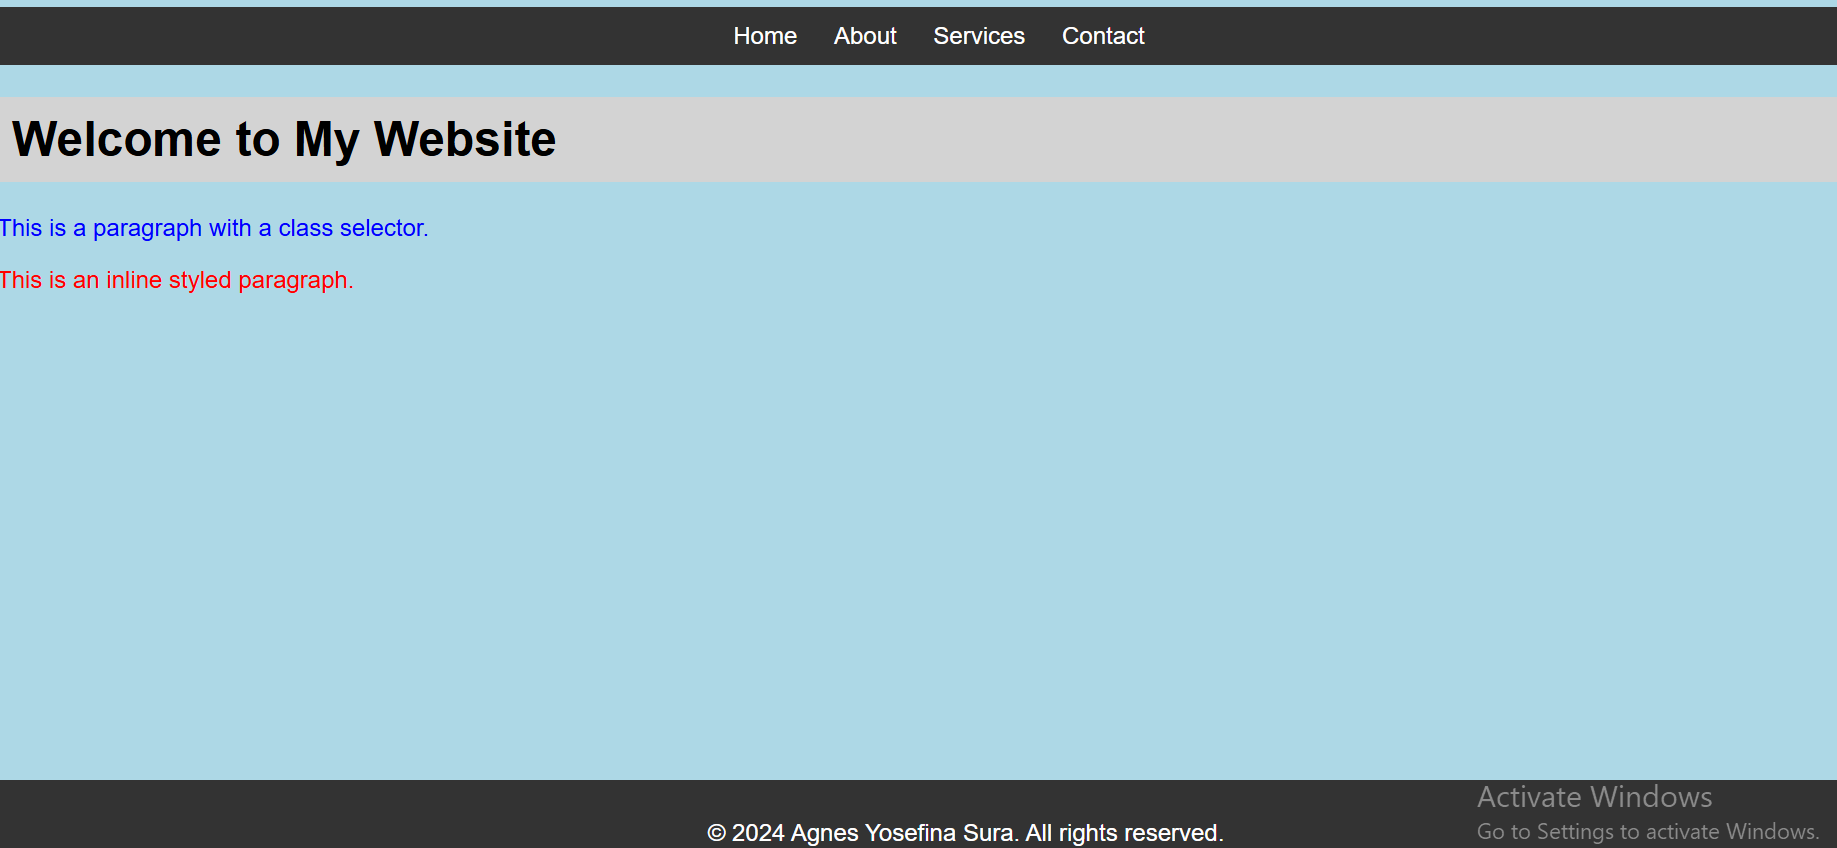 Home About Services Contact
Welcome to My Website
This is a paragraph with a class selector.
This is an inline styled paragraph.
Activate Windows
Go to Settings to activate Windows.
© 2024 Agnes Yosefina Sura. All rights reserved.